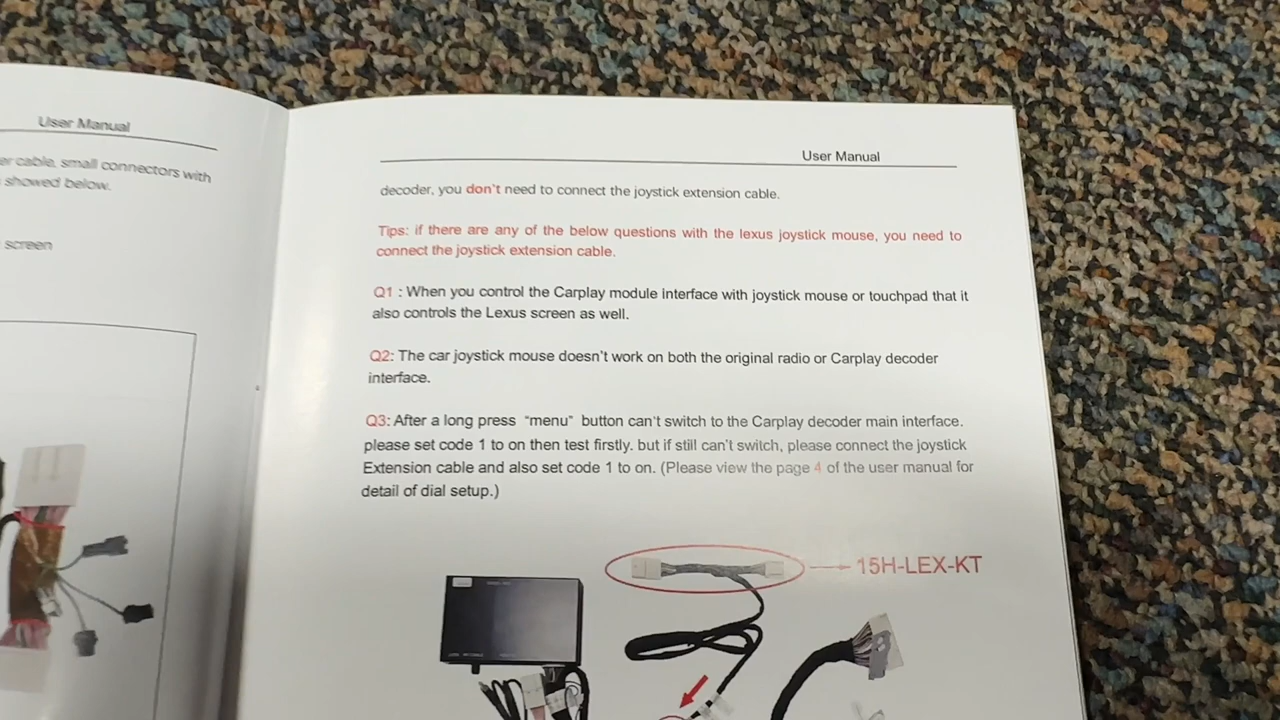 User Manual
er cable, small connectors with
showed below.
screen
User Manual
decoder, you don't need to connect the joystick extension cable.
Tips: if there are any of the below questions with the lexus joystick mouse, you need to
connect the joystick extension cable.
Q1 : When you control the Carplay module interface with joystick mouse or touchpad that it
also controls the Lexus screen as well.
Q2: The car joystick mouse doesn't work on both the original radio or Carplay decoder
interface.
Q3: After a long press "menu" button can't switch to the Carplay decoder main interface.
please set code 1 to on then test firstly. but if still can't switch, please connect the joystick
Extension cable and also set code 1 to on. (Please view the page 4 of the user manual for
detail of dial setup.)
15H-LEX-KT